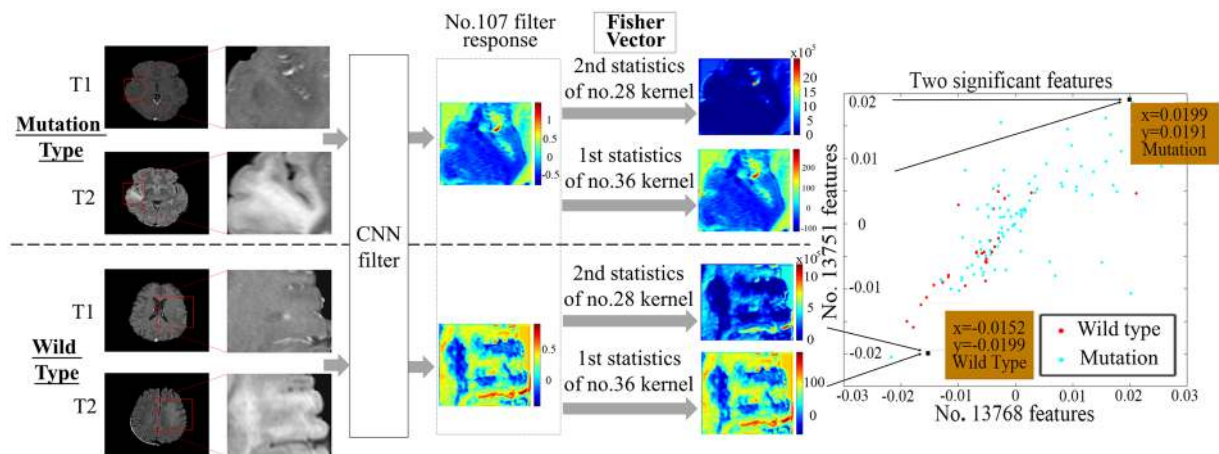 No.107 filter
response
Fisher
Vector
T1
Mutation
Type
T2
CNN
filter
T1
Wild
Type
T2
1
0.5
0
-0.5
0.5
0
2nd statistics
of no.28 kernel
1st statistics
of no.36 kernel
2nd statistics
of no.28 kernel
1st statistics
of no.36 kernel
x10⁵
20
15
10
5
0
200
100
0
-100
10
5
0
100
0
Two significant features
No. 13751 features
0.02
0.01
0
-0.01
-0.02
x=0.0199
y=0.0191
Mutation
x=-0.0152
y=-0.0199
Wild Type
Wild type
Mutation
-0.03 -0.02 -0.01 0 0.01 0.02 0.03
No. 13768 features